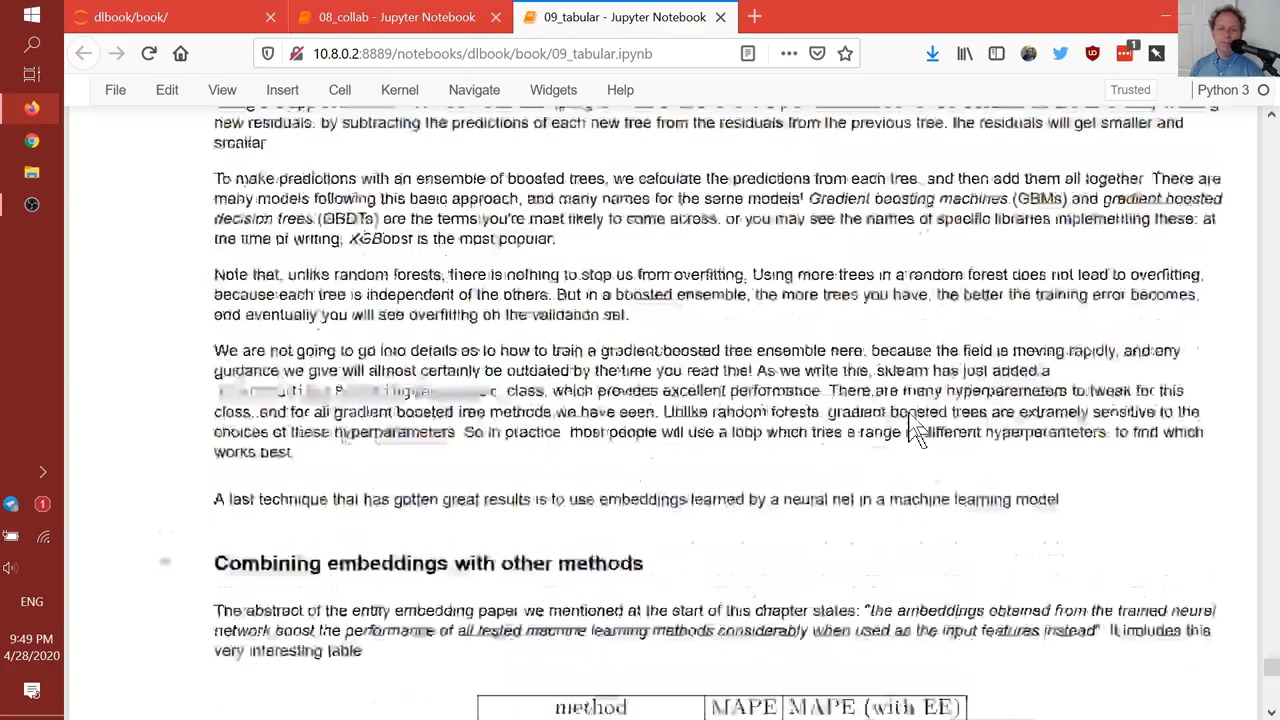 dlbook/book/
08_collab - Jupyter Notebook
09_tabular - Jupyter Notebook
10.8.0.2:8889/notebooks/dlbook/book/09_tabular.ipynb
1
File Edit View Insert Cell Kernel Navigate Widgets Help
Trusted
Python 3
new residuals. by subtracting the predictions of each new tree from the residuals from the previous tree. the residuals will get smaller and
smaller
To make predictions with an ensemble of boosted trees, we calculate the predictions from each tree and then add them all together There are
many models following this basic approach, and many names for the same models! Gradient boosting machines (GBMs) and gradient boosted
decision trees (DBDTs) are the terms you're most likely to come across. or you may see the names of specific libraries implementing these: at
the time of writing, XGBoost is the most popular.
Note that, unlike random forests, there is nothing to stop us from overfitting. Using more trees in a random forest does not lead to overfitting,
because each tree is independent of the others. But in a boosted ensemble, the more trees you have, the better the training error becomes,
and eventually you will see overfitting on the validation set.
We are not going to go into details as to how to train a gradient boosted tree ensemble here, because the field is moving rapidly, and any
guidance we give will almost certainly be outdated by the time you read this! As we write this, sklearn has just added a
class, which provides excellent performance There are many hyperparameters to tweak for this
class, and for all gradient boosted tree methods we have seen. Unlike random forests gradient boosted trees are extremely sensitive to the
choices of these hyperparameters So in practice most people will use a loop which tries a range different hyperparameters, to find which
works best
A last technique that has gotten great results is to use embeddings learned by a neural net in a machine learning model
Combining embeddings with other methods
The abstract of the entity embedding paper we mentioned at the start of this chapter states: "the embeddings obtained from the trained neural
network boost the performance of all tested machine learning methods considerably when used as the input features instead" It includes this
very interesting table
method MAPE MAPE (with EE)
1
ENG
9:49 PM
4/28/2020